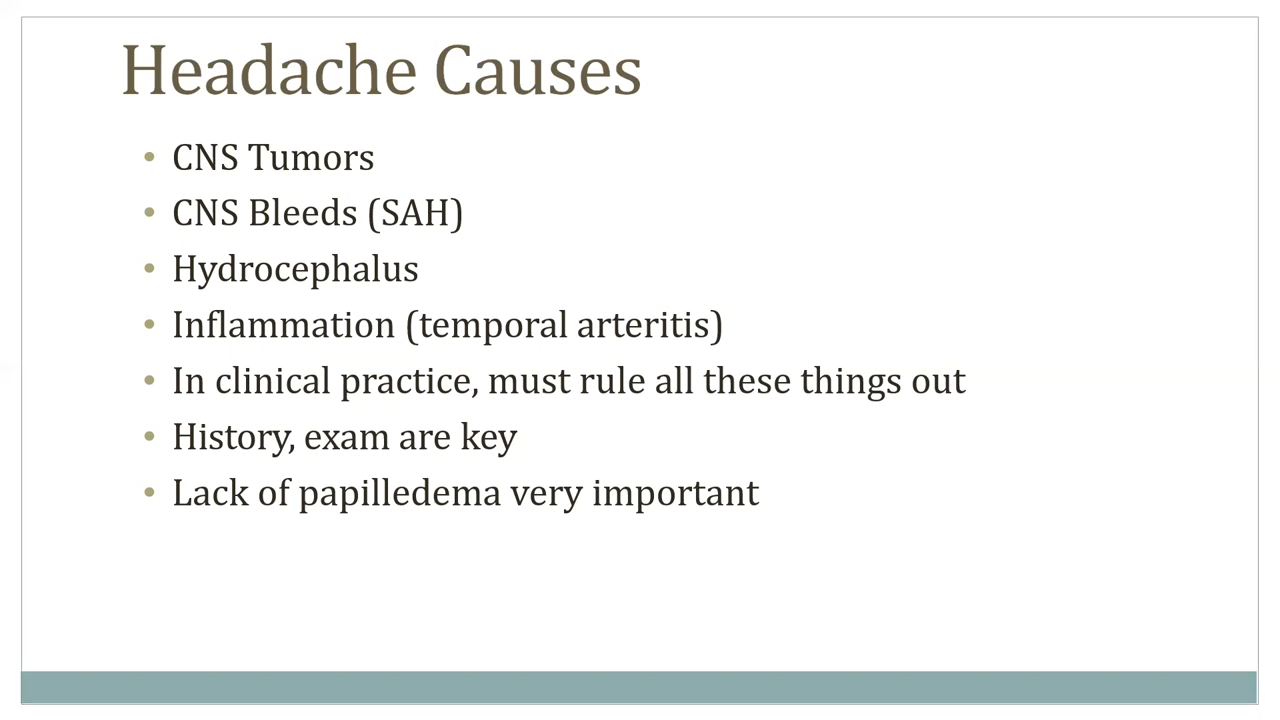 Headache Causes
• CNS Tumors
• CNS Bleeds (SAH)
• Hydrocephalus
• Inflammation (temporal arteritis)
• In clinical practice, must rule all these things out
• History, exam are key
• Lack of papilledema very important